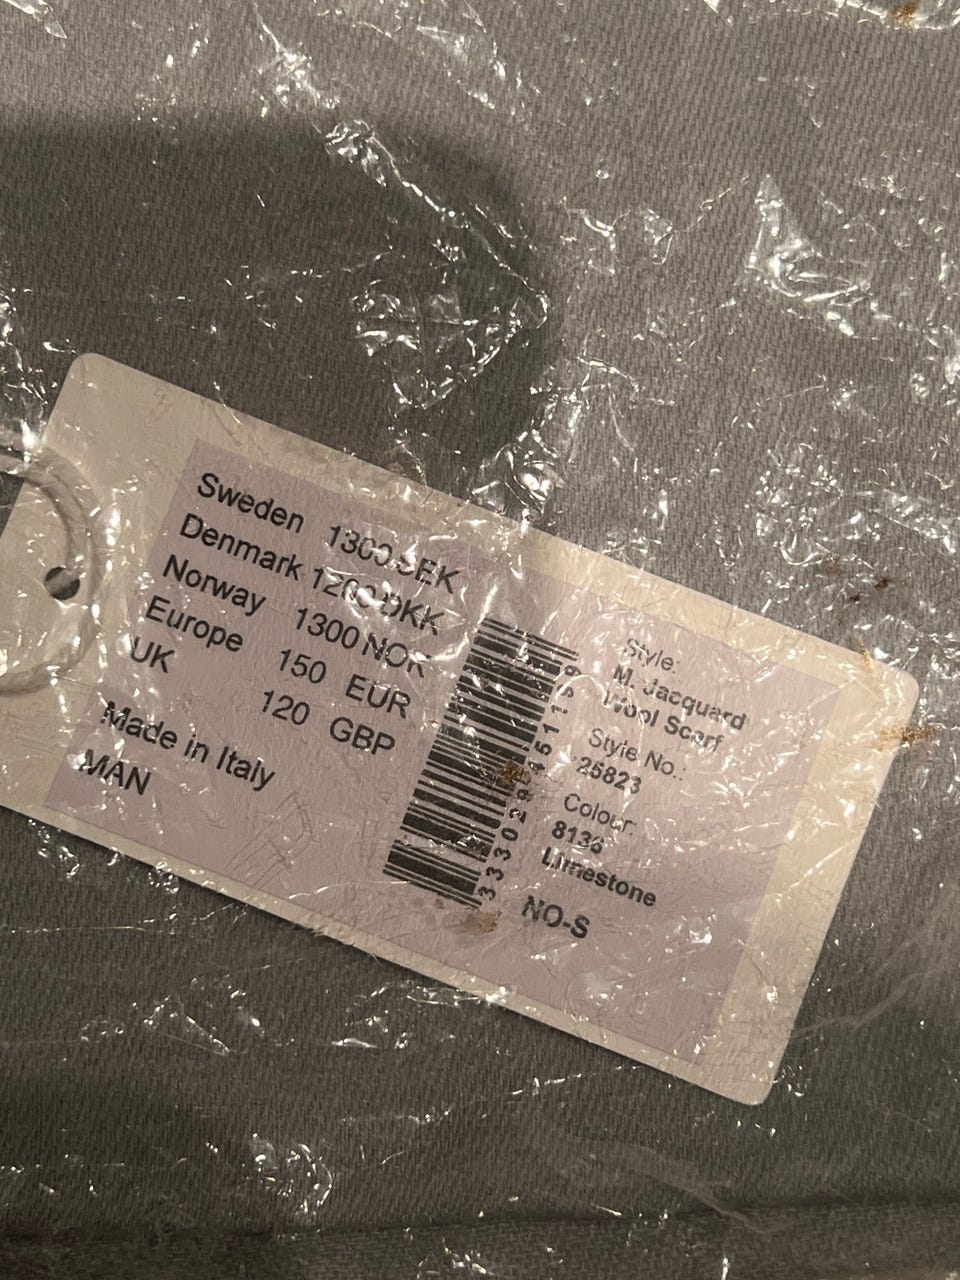 Sweden 1300 SEK
Denmark 1200 DKK
Norway 1300 NOK
Europe 150 EUR
UK 120 GBP
Made in Italy
MAN
Style:
M. Jacquard
Wool Scarf
Style No.:
25823
Colour:
8136
Limestone
NO-S